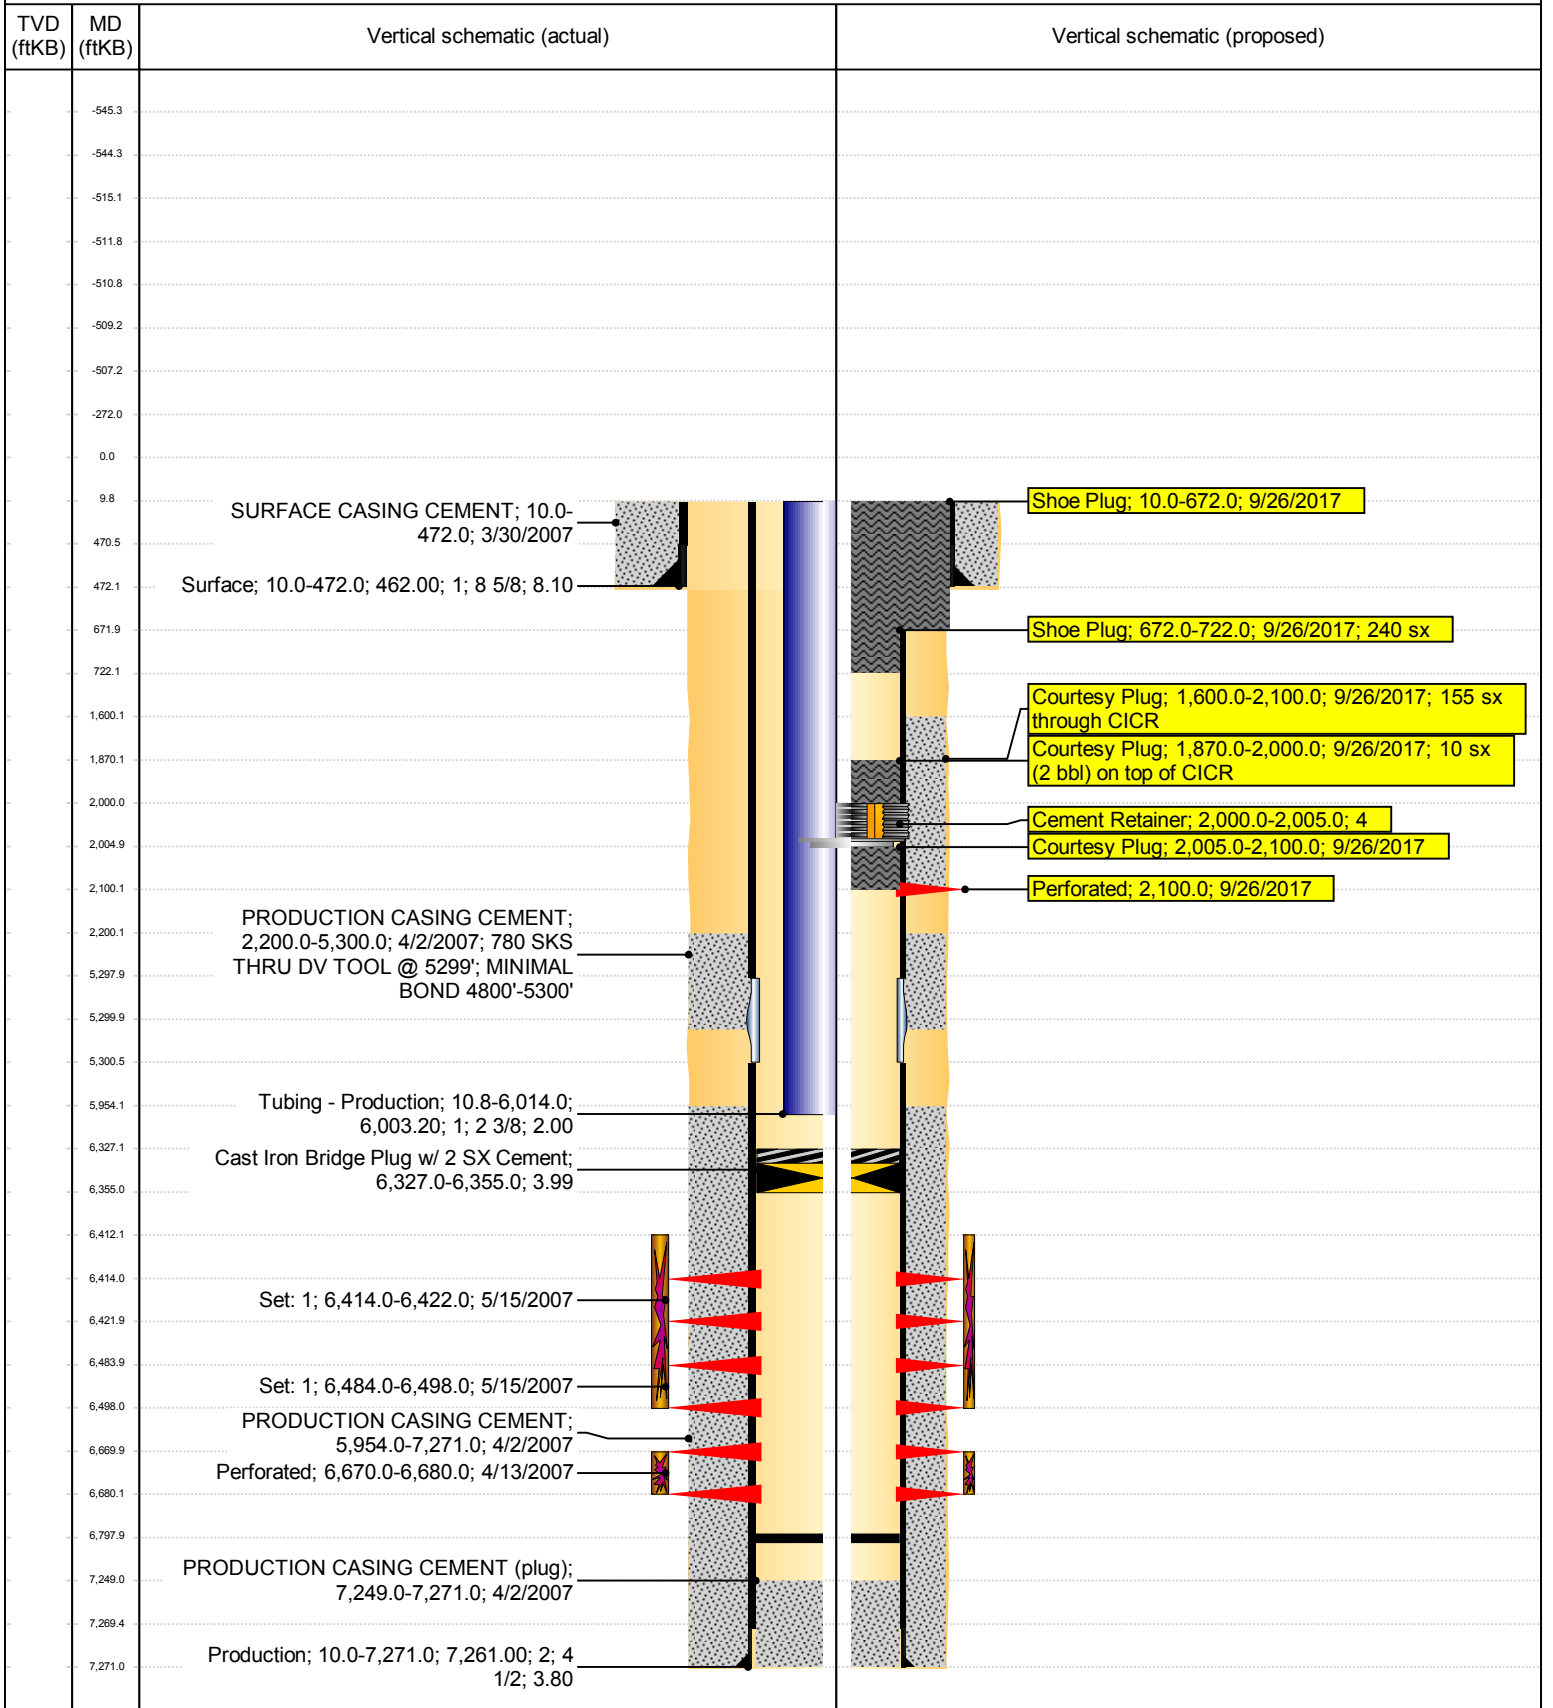 TVD
(ftKB)
MD
(ftKB)
Vertical schematic (actual)
Vertical schematic (proposed)
-545.3
-544.3
-515.1
-511.8
-510.8
-509.2
-507.2
-272.0
0.0
9.8
470.5
472.1
671.9
722.1
1,600.1
1,870.1
2,000.0
2,004.9
2,100.1
2,200.1
5,297.9
5,299.9
5,300.5
5,954.1
6,327.1
6,355.0
6,412.1
6,414.0
6,421.9
6,483.9
6,498.0
6,669.9
6,680.1
6,797.9
7,249.0
7,269.4
7,271.0
SURFACE CASING CEMENT; 10.0-
472.0; 3/30/2007
Surface; 10.0-472.0; 462.00; 1; 8 5/8; 8.10
PRODUCTION CASING CEMENT;
2,200.0-5,300.0; 4/2/2007; 780 SKS
THRU DV TOOL @ 5299'; MINIMAL
BOND 4800'-5300'
Tubing - Production; 10.8-6,014.0;
6,003.20; 1; 2 3/8; 2.00
Cast Iron Bridge Plug w/ 2 SX Cement;
6,327.0-6,355.0; 3.99
Set: 1; 6,414.0-6,422.0; 5/15/2007
Set: 1; 6,484.0-6,498.0; 5/15/2007
PRODUCTION CASING CEMENT;
5,954.0-7,271.0; 4/2/2007
Perforated; 6,670.0-6,680.0; 4/13/2007
PRODUCTION CASING CEMENT (plug);
7,249.0-7,271.0; 4/2/2007
Production; 10.0-7,271.0; 7,261.00; 2; 4
1/2; 3.80
Shoe Plug; 10.0-672.0; 9/26/2017
Shoe Plug; 672.0-722.0; 9/26/2017; 240 sx
Courtesy Plug; 1,600.0-2,100.0; 9/26/2017; 155 sx
through CICR
Courtesy Plug; 1,870.0-2,000.0; 9/26/2017; 10 sx
(2 bbl) on top of CICR
Cement Retainer; 2,000.0-2,005.0; 4
Courtesy Plug; 2,005.0-2,100.0; 9/26/2017
Perforated; 2,100.0; 9/26/2017